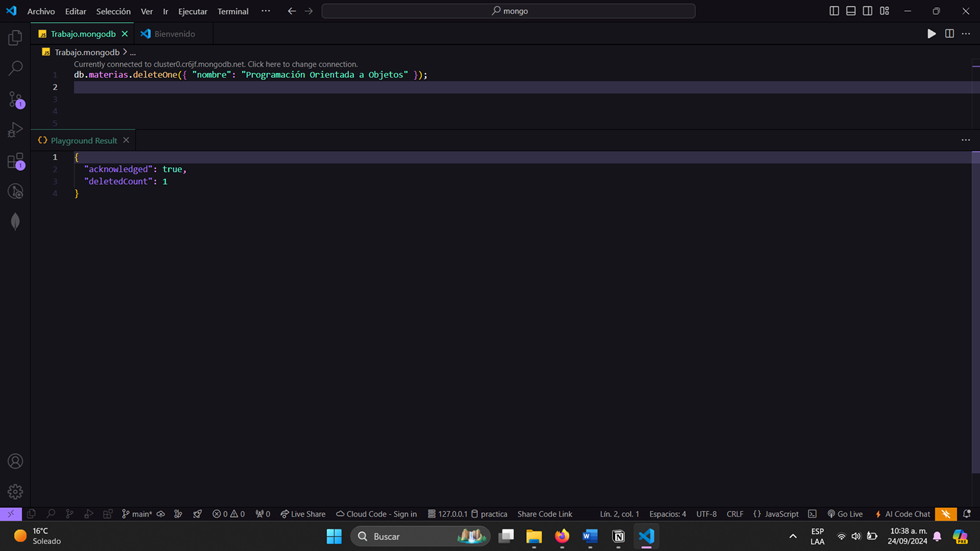 Archivo Editar Selección Ver Ir Ejecutar Terminal ··· mongo
Trabajo.mongodb Bienvenido
Trabajo.mongodb > ...
Currently connected to cluster0.cr6jf.mongodb.net. Click here to change connection.
1 db.materias.deleteOne({ "nombre": "Programación Orientada a Objetos" });
2
3
4
5
{} Playground Result
1 {
2 "acknowledged": true,
3 "deletedCount": 1
4 }
1
1
main* 0 0 0 Live Share Cloud Code - Sign in 127.0.0.1 practica Share Code Link Lín. 2, col. 1 Espacios: 4 UTF-8 CRLF {} JavaScript Go Live AI Code Chat
16°C
Soleado
Buscar
ESP
LAA
10:38 a. m.
24/09/2024